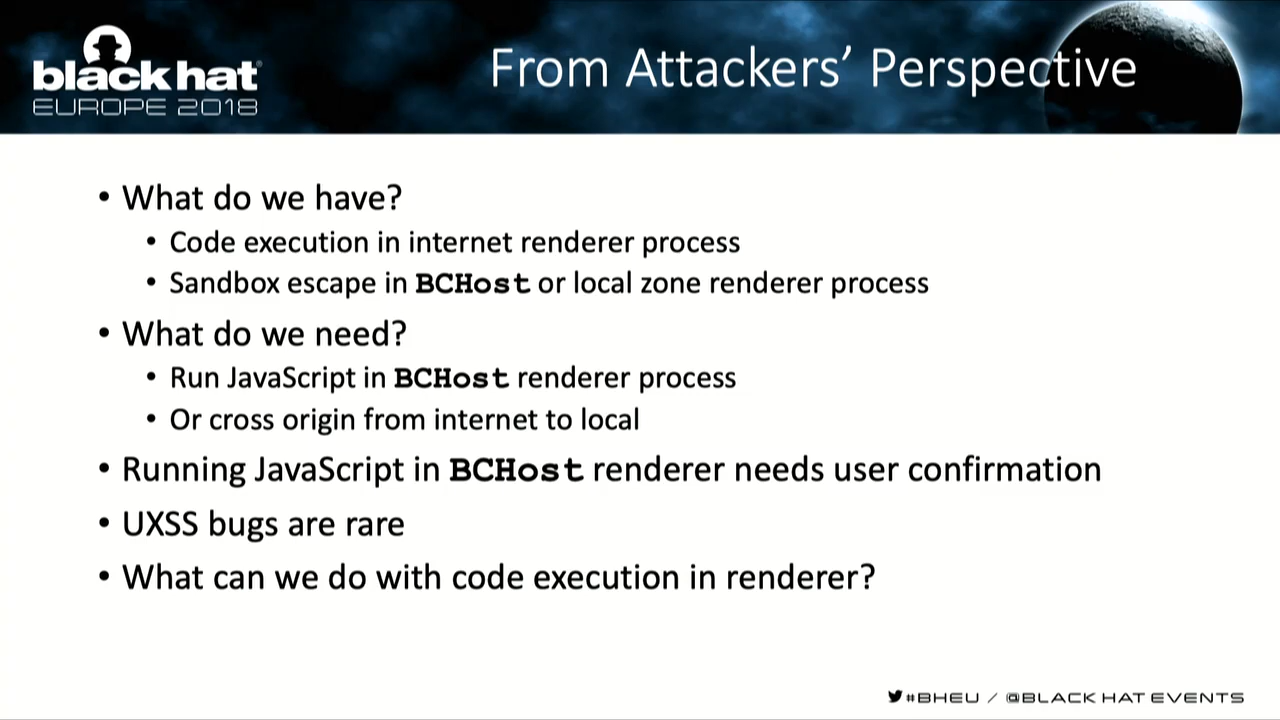 black hat
EUROPE 2018
From Attackers’ Perspective
• What do we have?
• Code execution in internet renderer process
• Sandbox escape in BCHost or local zone renderer process
• What do we need?
• Run JavaScript in BCHost renderer process
• Or cross origin from internet to local
• Running JavaScript in BCHost renderer needs user confirmation
• UXSS bugs are rare
• What can we do with code execution in renderer?
#BHEU / @BLACK HAT EVENTS